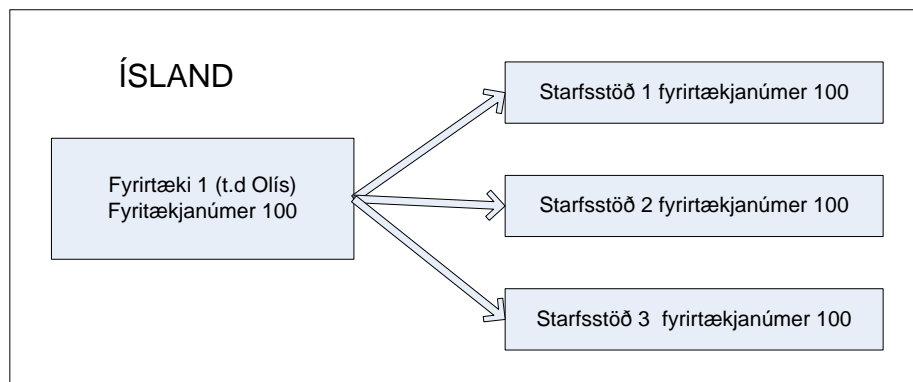 ÍSLAND
Fyrirtæki 1 (t.d Olís)
Fyritækjanúmer 100
Starfsstöð 1 fyrirtækjanúmer 100
Starfsstöð 2 fyrirtækjanúmer 100
Starfsstöð 3 fyrirtækjanúmer 100